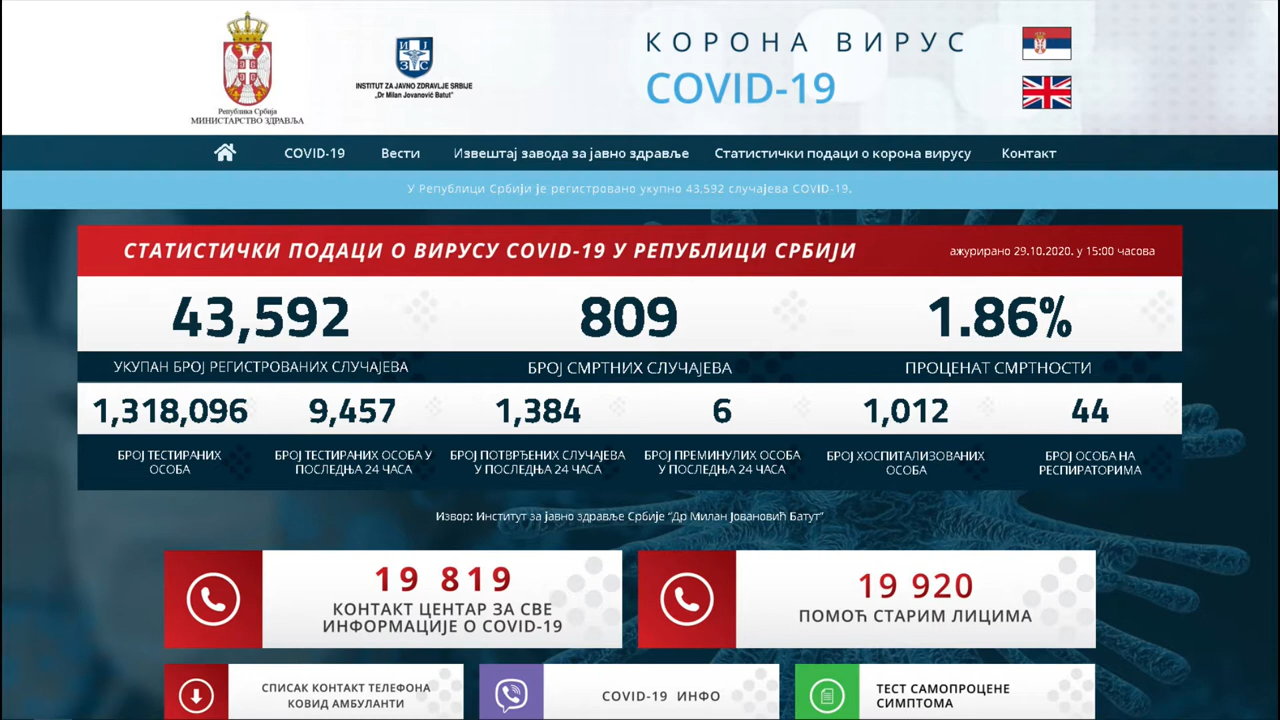 Република Србија
МИНИСТАРСТВО ЗДРАВЉА
И Ј
З С
INSTITUT ZA JAVNO ZDRAVLJE SRBIJE
„Dr Milan Jovanović Batut“
КОРОНА ВИРУС
COVID-19
COVID-19 Вести Извештај завода за јавно здравље Статистички подаци о корона вирусу Контакт
У Републици Србији је регистровано укупно 43,592 случајева COVID-19.
СТАТИСТИЧКИ ПОДАЦИ О ВИРУСУ COVID-19 У РЕПУБЛИЦИ СРБИЈИ
ажурирано 29.10.2020. у 15:00 часова
43,592 809 1.86%
УКУПАН БРОЈ РЕГИСТРОВАНИХ СЛУЧАЈЕВА БРОЈ СМРТНИХ СЛУЧАЈЕВА ПРОЦЕНАТ СМРТНОСТИ
1,318,096 9,457 1,384 6 1,012 44
БРОЈ ТЕСТИРАНИХ
ОСОБА
БРОЈ ТЕСТИРАНИХ ОСОБА У
ПОСЛЕДЊА 24 ЧАСА
БРОЈ ПОТВРЂЕНИХ СЛУЧАЈЕВА
У ПОСЛЕДЊА 24 ЧАСА
БРОЈ ПРЕМИНУЛИХ ОСОБА
У ПОСЛЕДЊА 24 ЧАСА
БРОЈ ХОСПИТАЛИЗОВАНИХ
ОСОБА
БРОЈ ОСОБА НА
РЕСПИРАТОРИМА
Извор: Институт за јавно здравље Србије “Др Милан Јовановић Батут”
19 819
КОНТАКТ ЦЕНТАР ЗА СВЕ
ИНФОРМАЦИЈЕ О COVID-19
19 920
ПОМОЋ СТАРИМ ЛИЦИМА
СПИСАК КОНТАКТ ТЕЛЕФОНА
КОВИД АМБУЛАНТИ
COVID-19 ИНФО
ТЕСТ САМОПРОЦЕНЕ
СИМПТОМА